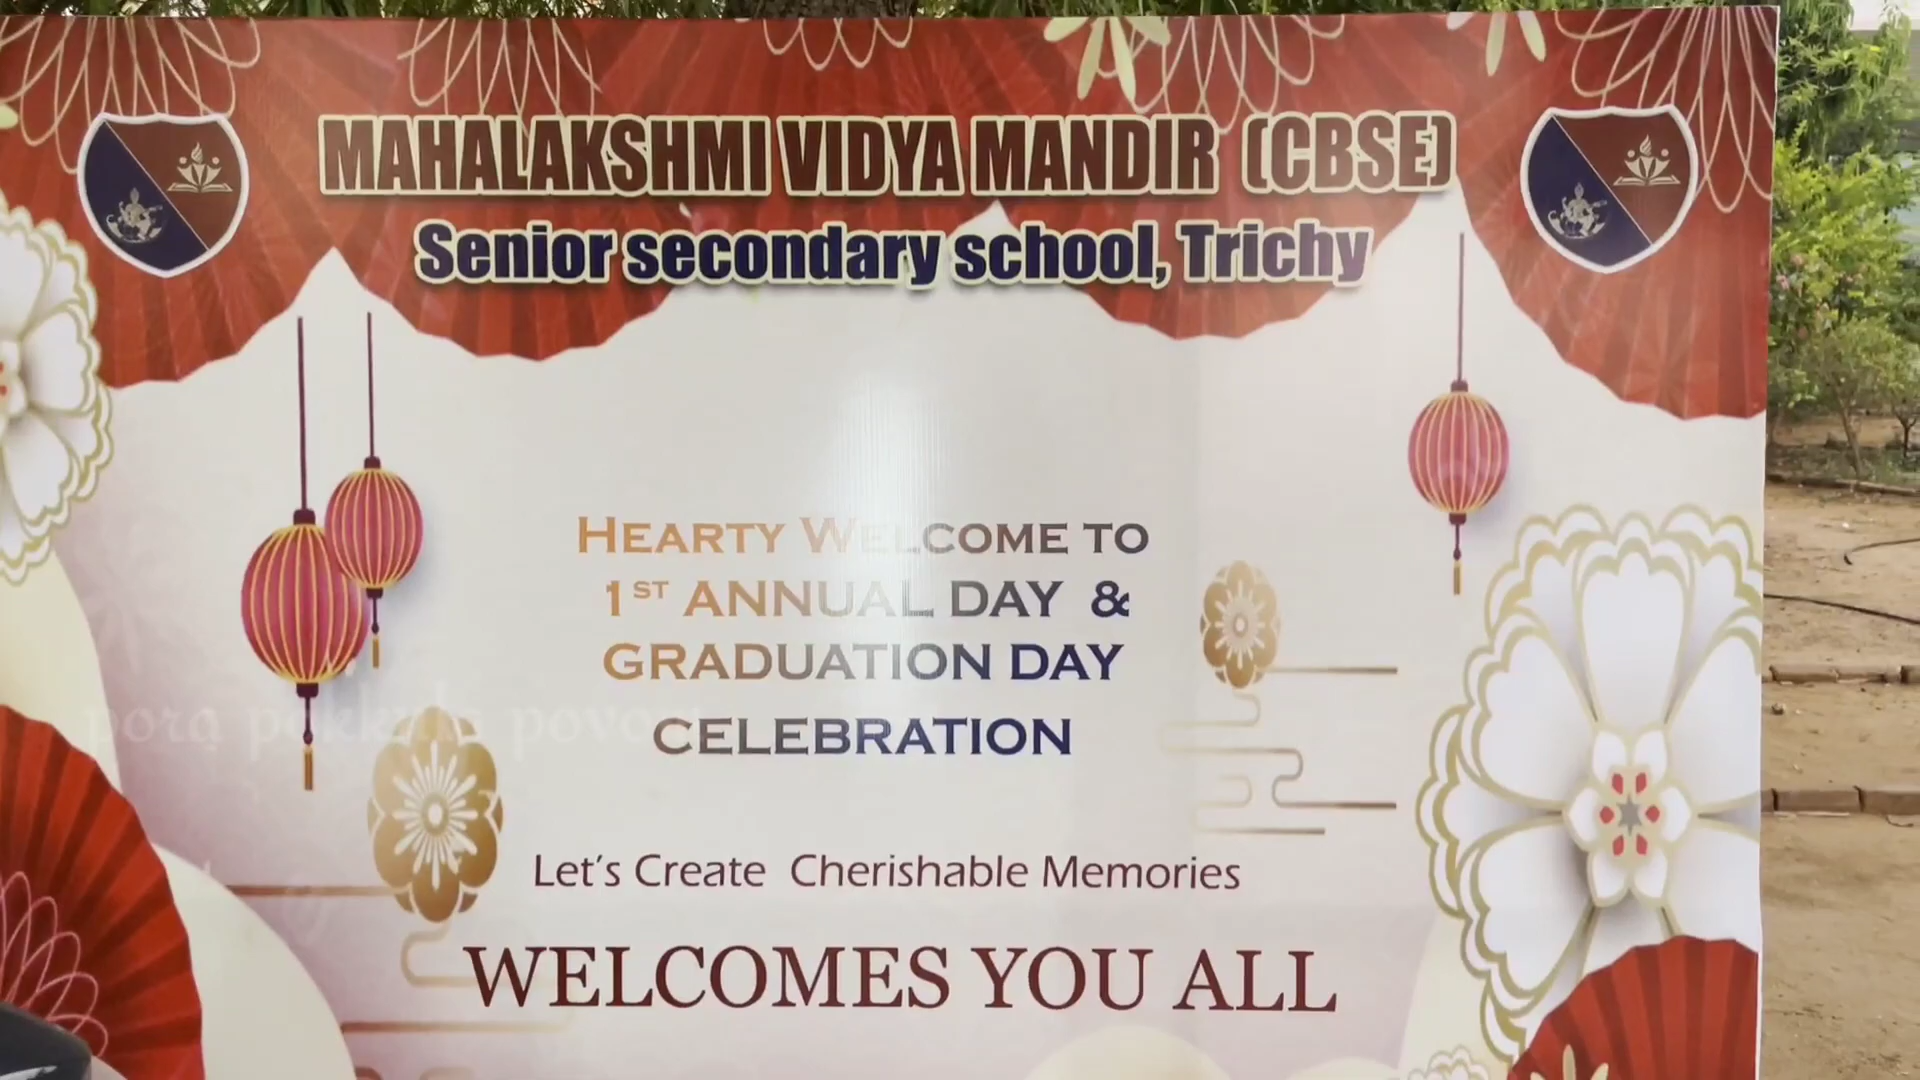 MAHALAKSHMI VIDYA MANDIR (CBSE)
Senior secondary school, Trichy
HEARTY WELCOME TO
1ST ANNUAL DAY &
GRADUATION DAY
CELEBRATION
Let's Create Cherishable Memories
WELCOMES YOU ALL